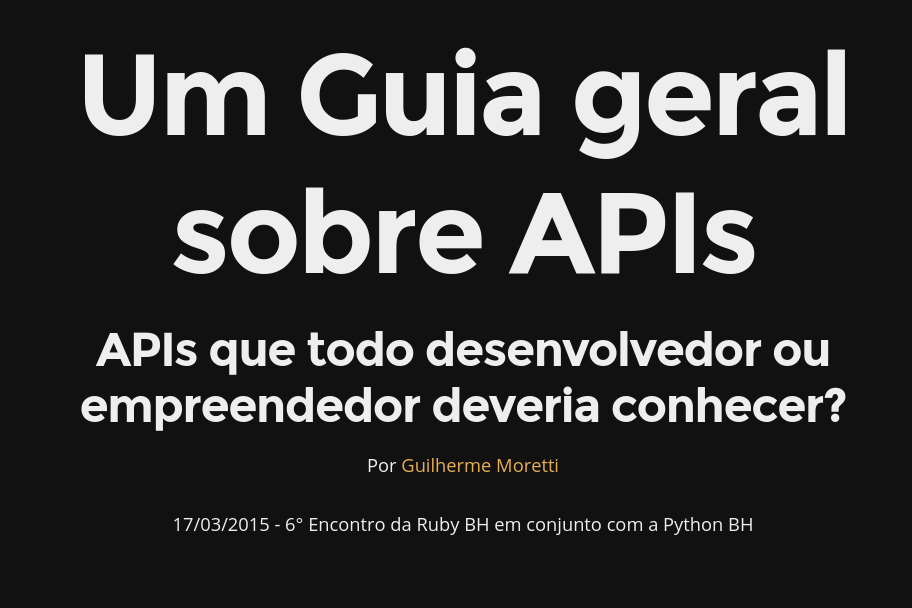 Um Guia geral
sobre APIs
APIs que todo desenvolvedor ou
empreendedor deveria conhecer?
Por Guilherme Moretti
17/03/2015 - 6° Encontro da Ruby BH em conjunto com a Python BH